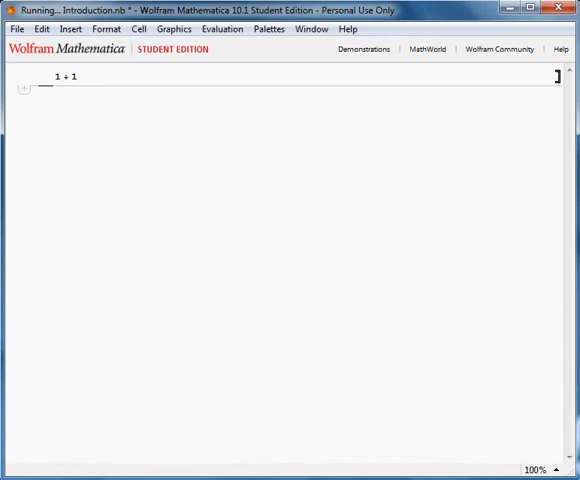 Running... Introduction.nb * - Wolfram Mathematica 10.1 Student Edition - Personal Use Only
File Edit Insert Format Cell Graphics Evaluation Palettes Window Help
Wolfram Mathematica | STUDENT EDITION Demonstrations | MathWorld | Wolfram Community | Help
1 + 1
100%